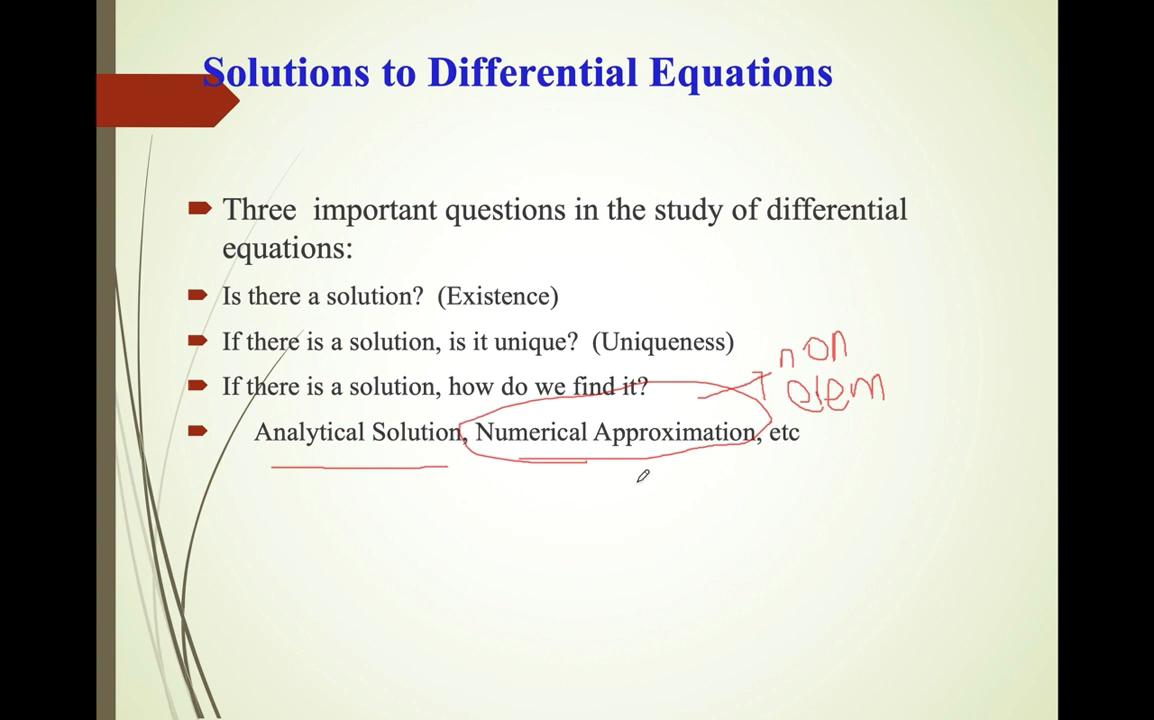 Solutions to Differential Equations
Three important questions in the study of differential
equations:
Is there a solution? (Existence)
If there is a solution, is it unique? (Uniqueness)
non
If there is a solution, how do we find it?
elem
Analytical Solution, Numerical Approximation, etc